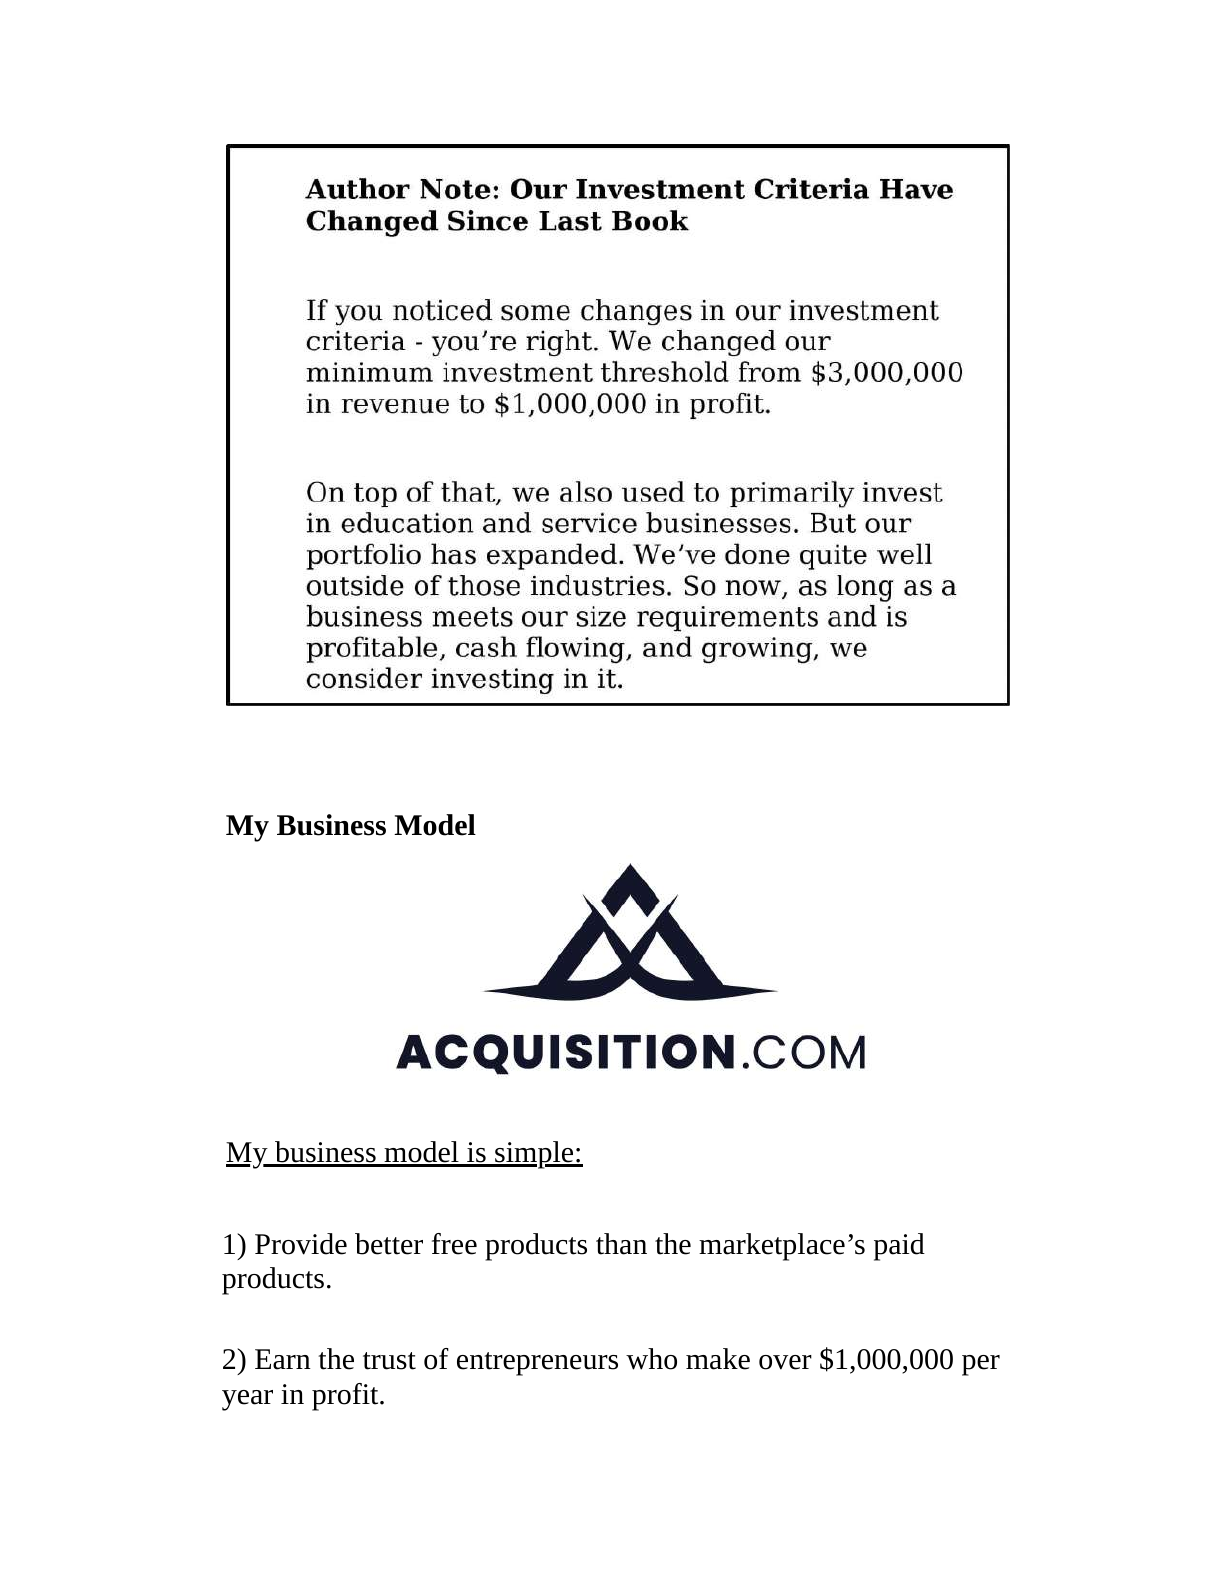 Author Note: Our Investment Criteria Have
Changed Since Last Book
If you noticed some changes in our investment
criteria - you’re right. We changed our
minimum investment threshold from $3,000,000
in revenue to $1,000,000 in profit.
On top of that, we also used to primarily invest
in education and service businesses. But our
portfolio has expanded. We’ve done quite well
outside of those industries. So now, as long as a
business meets our size requirements and is
profitable, cash flowing, and growing, we
consider investing in it.
My Business Model
ACQUISITION.COM
My business model is simple:
1) Provide better free products than the marketplace’s paid
products.
2) Earn the trust of entrepreneurs who make over $1,000,000 per
year in profit.